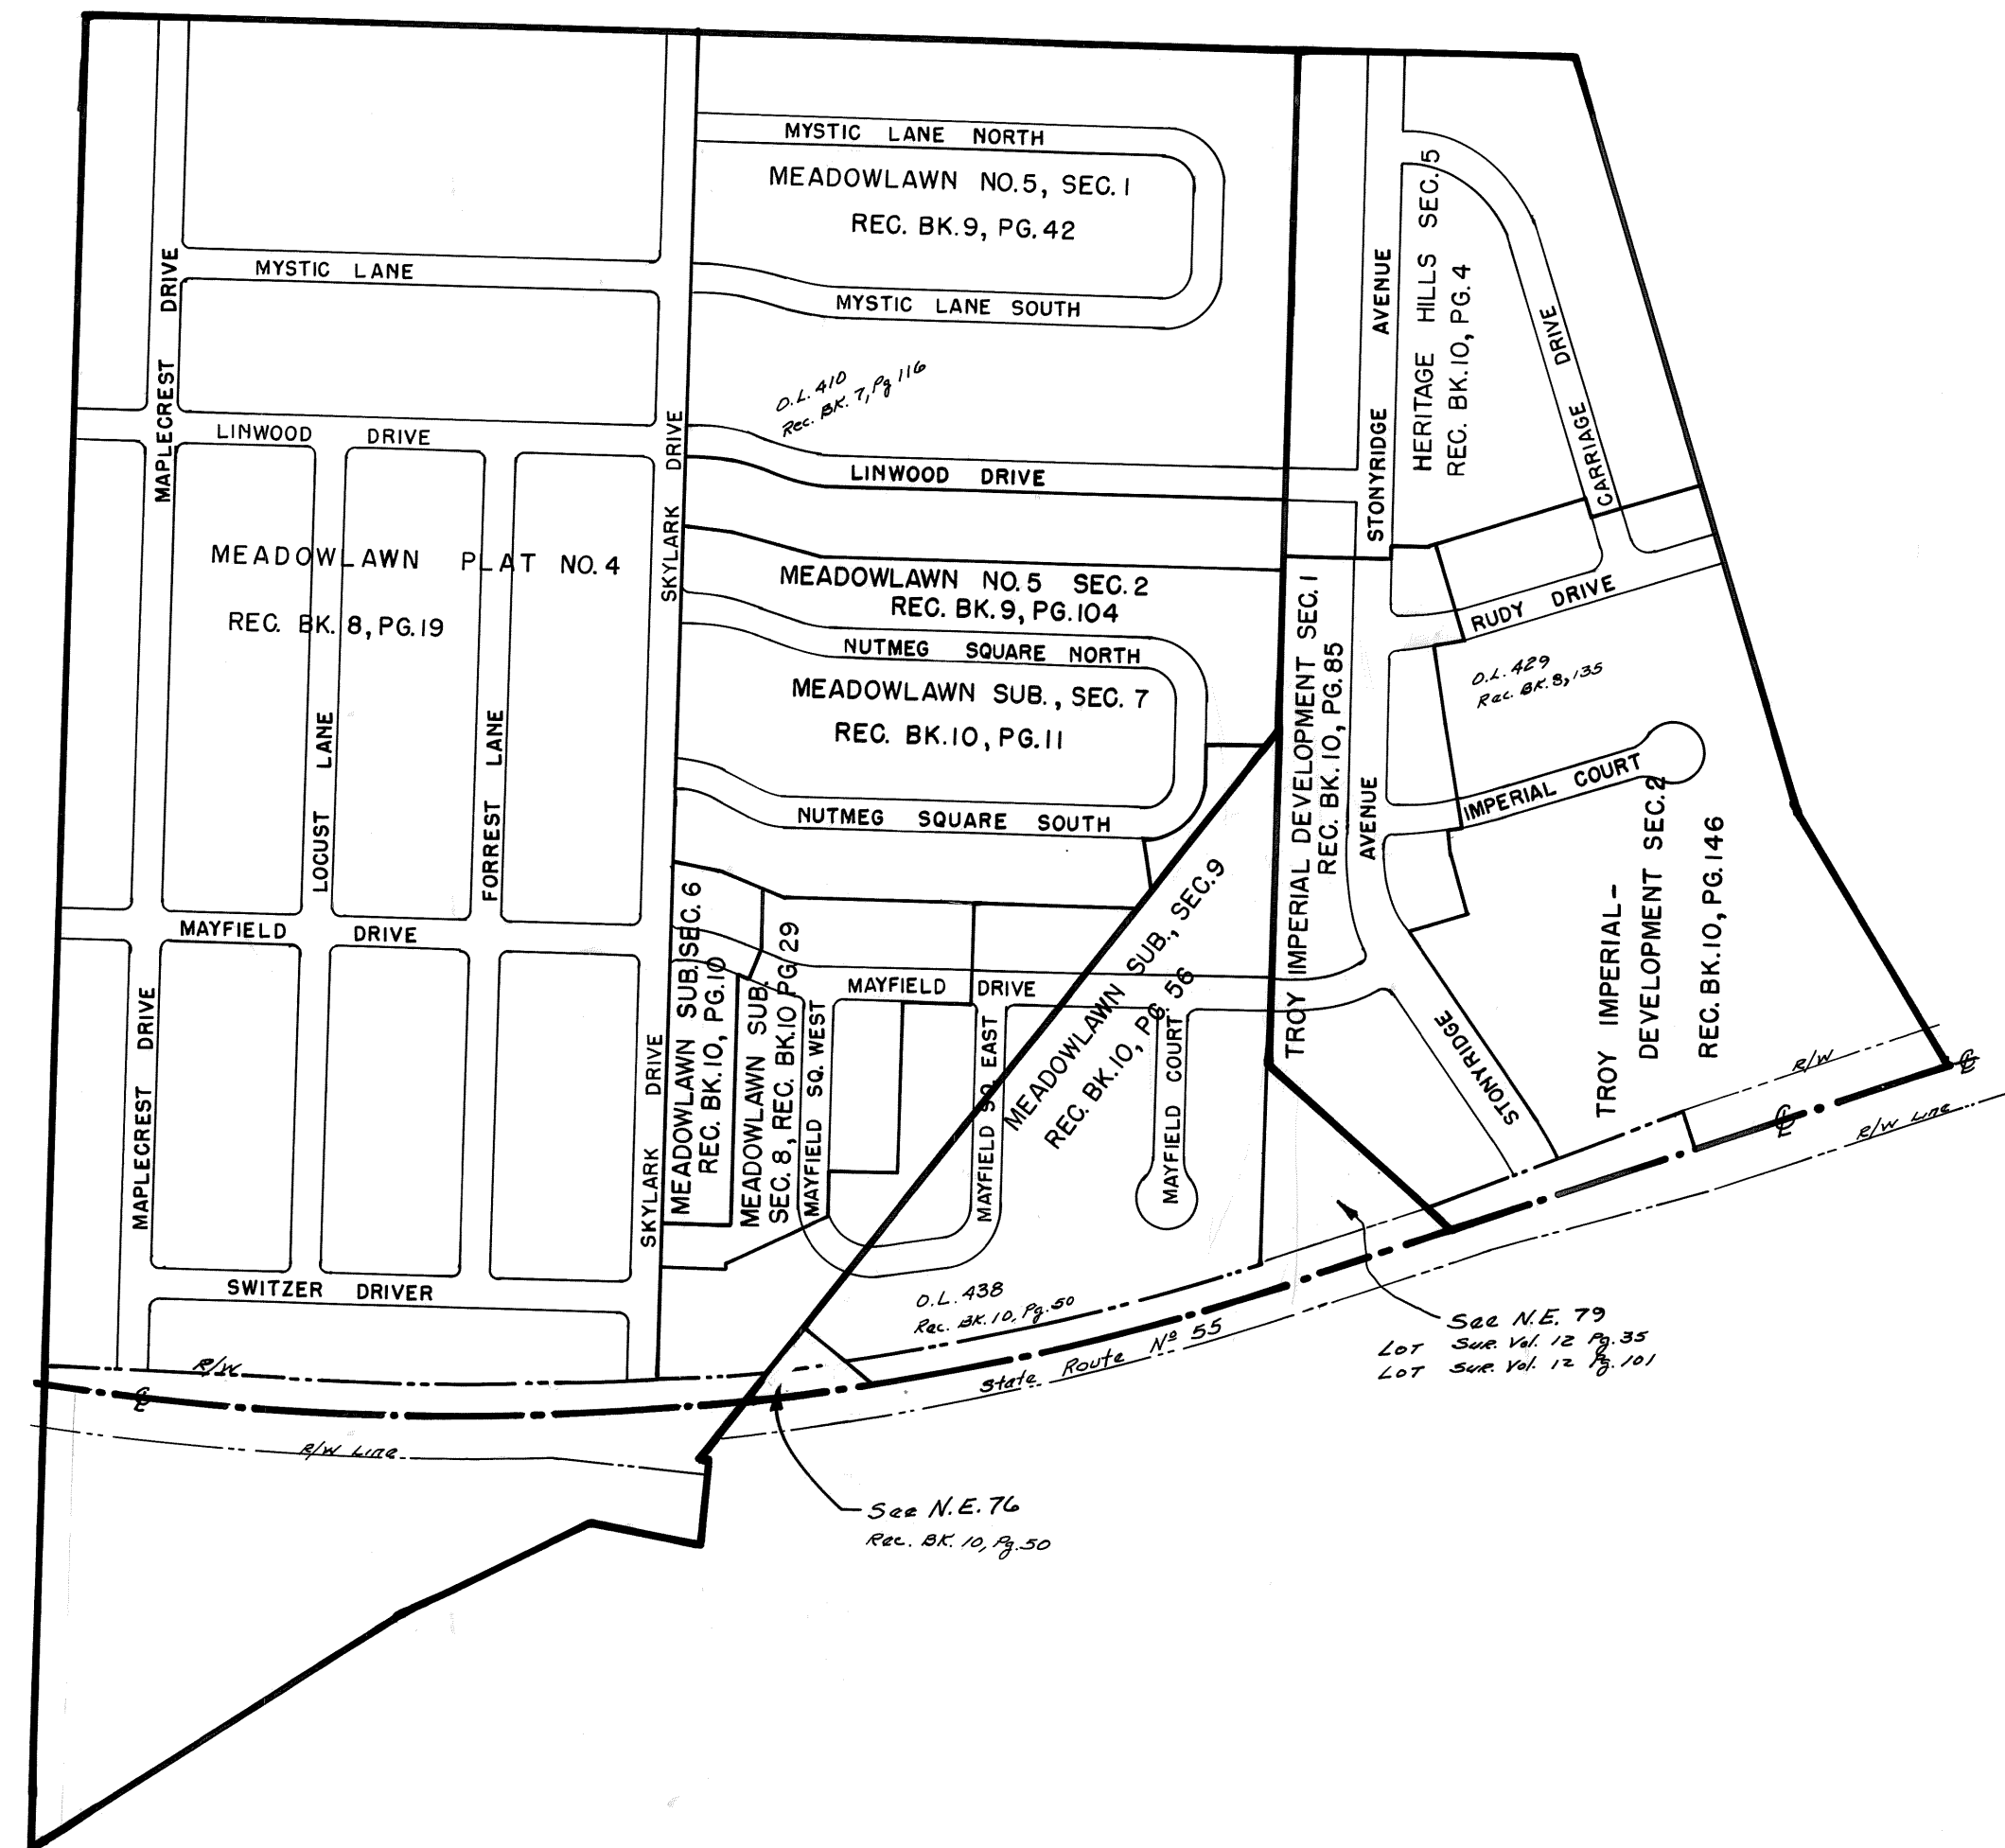 MYSTIC LANE NORTH
MEADOWLAWN NO.5, SEC. 1
REC. BK.9, PG.42
MYSTIC LANE
MYSTIC LANE SOUTH
MAPLECREST DRIVE
O.L. 410
Rec. BK. 7, Pg 116
LINWOOD DRIVE
SKYLARK DRIVE
LINWOOD DRIVE
STONYRIDGE AVENUE
HERITAGE HILLS SEC. 5
REC. BK.10, PG. 4
CARRIAGE DRIVE
MEADOWLAWN PLAT NO. 4
REC. BK. 8, PG.19
MEADOWLAWN NO.5 SEC. 2
REC. BK.9, PG.104
NUTMEG SQUARE NORTH
MEADOWLAWN SUB., SEC. 7
REC. BK.10, PG.11
NUTMEG SQUARE SOUTH
RUDY DRIVE
O.L. 429
Rec. BK. 8, 135
IMPERIAL COURT
TROY IMPERIAL DEVELOPMENT SEC. 1
REC. BK. 10, PG. 85
AVENUE
LOCUST LANE
FORREST LANE
MAYFIELD DRIVE
MEADOWLAWN SUB. SEC. 6
REC. BK.10, PG.10
MEADOWLAWN SUB.
SEC. 8, REC. BK.10 PG. 29
MAYFIELD SQ. WEST
MAYFIELD DRIVE
MAYFIELD SQ. EAST
MEADOWLAWN SUB., SEC. 9
REC. BK.10, PG. 56
MAYFIELD COURT
STONYRIDGE
TROY IMPERIAL-
DEVELOPMENT SEC. 2
REC. BK. 10, PG. 146
MAPLECREST DRIVE
SKYLARK DRIVE
SWITZER DRIVER
R/W
CL
R/W Line
R/W
CL
R/W Line
CL
O.L. 438
Rec. BK. 10, Pg. 50
State Route Nº 55
See N.E. 79
LOT Sur. Vol. 12 Pg. 35
LOT Sur. Vol. 12 Pg. 101
See N.E. 76
Rec. BK. 10, Pg. 50